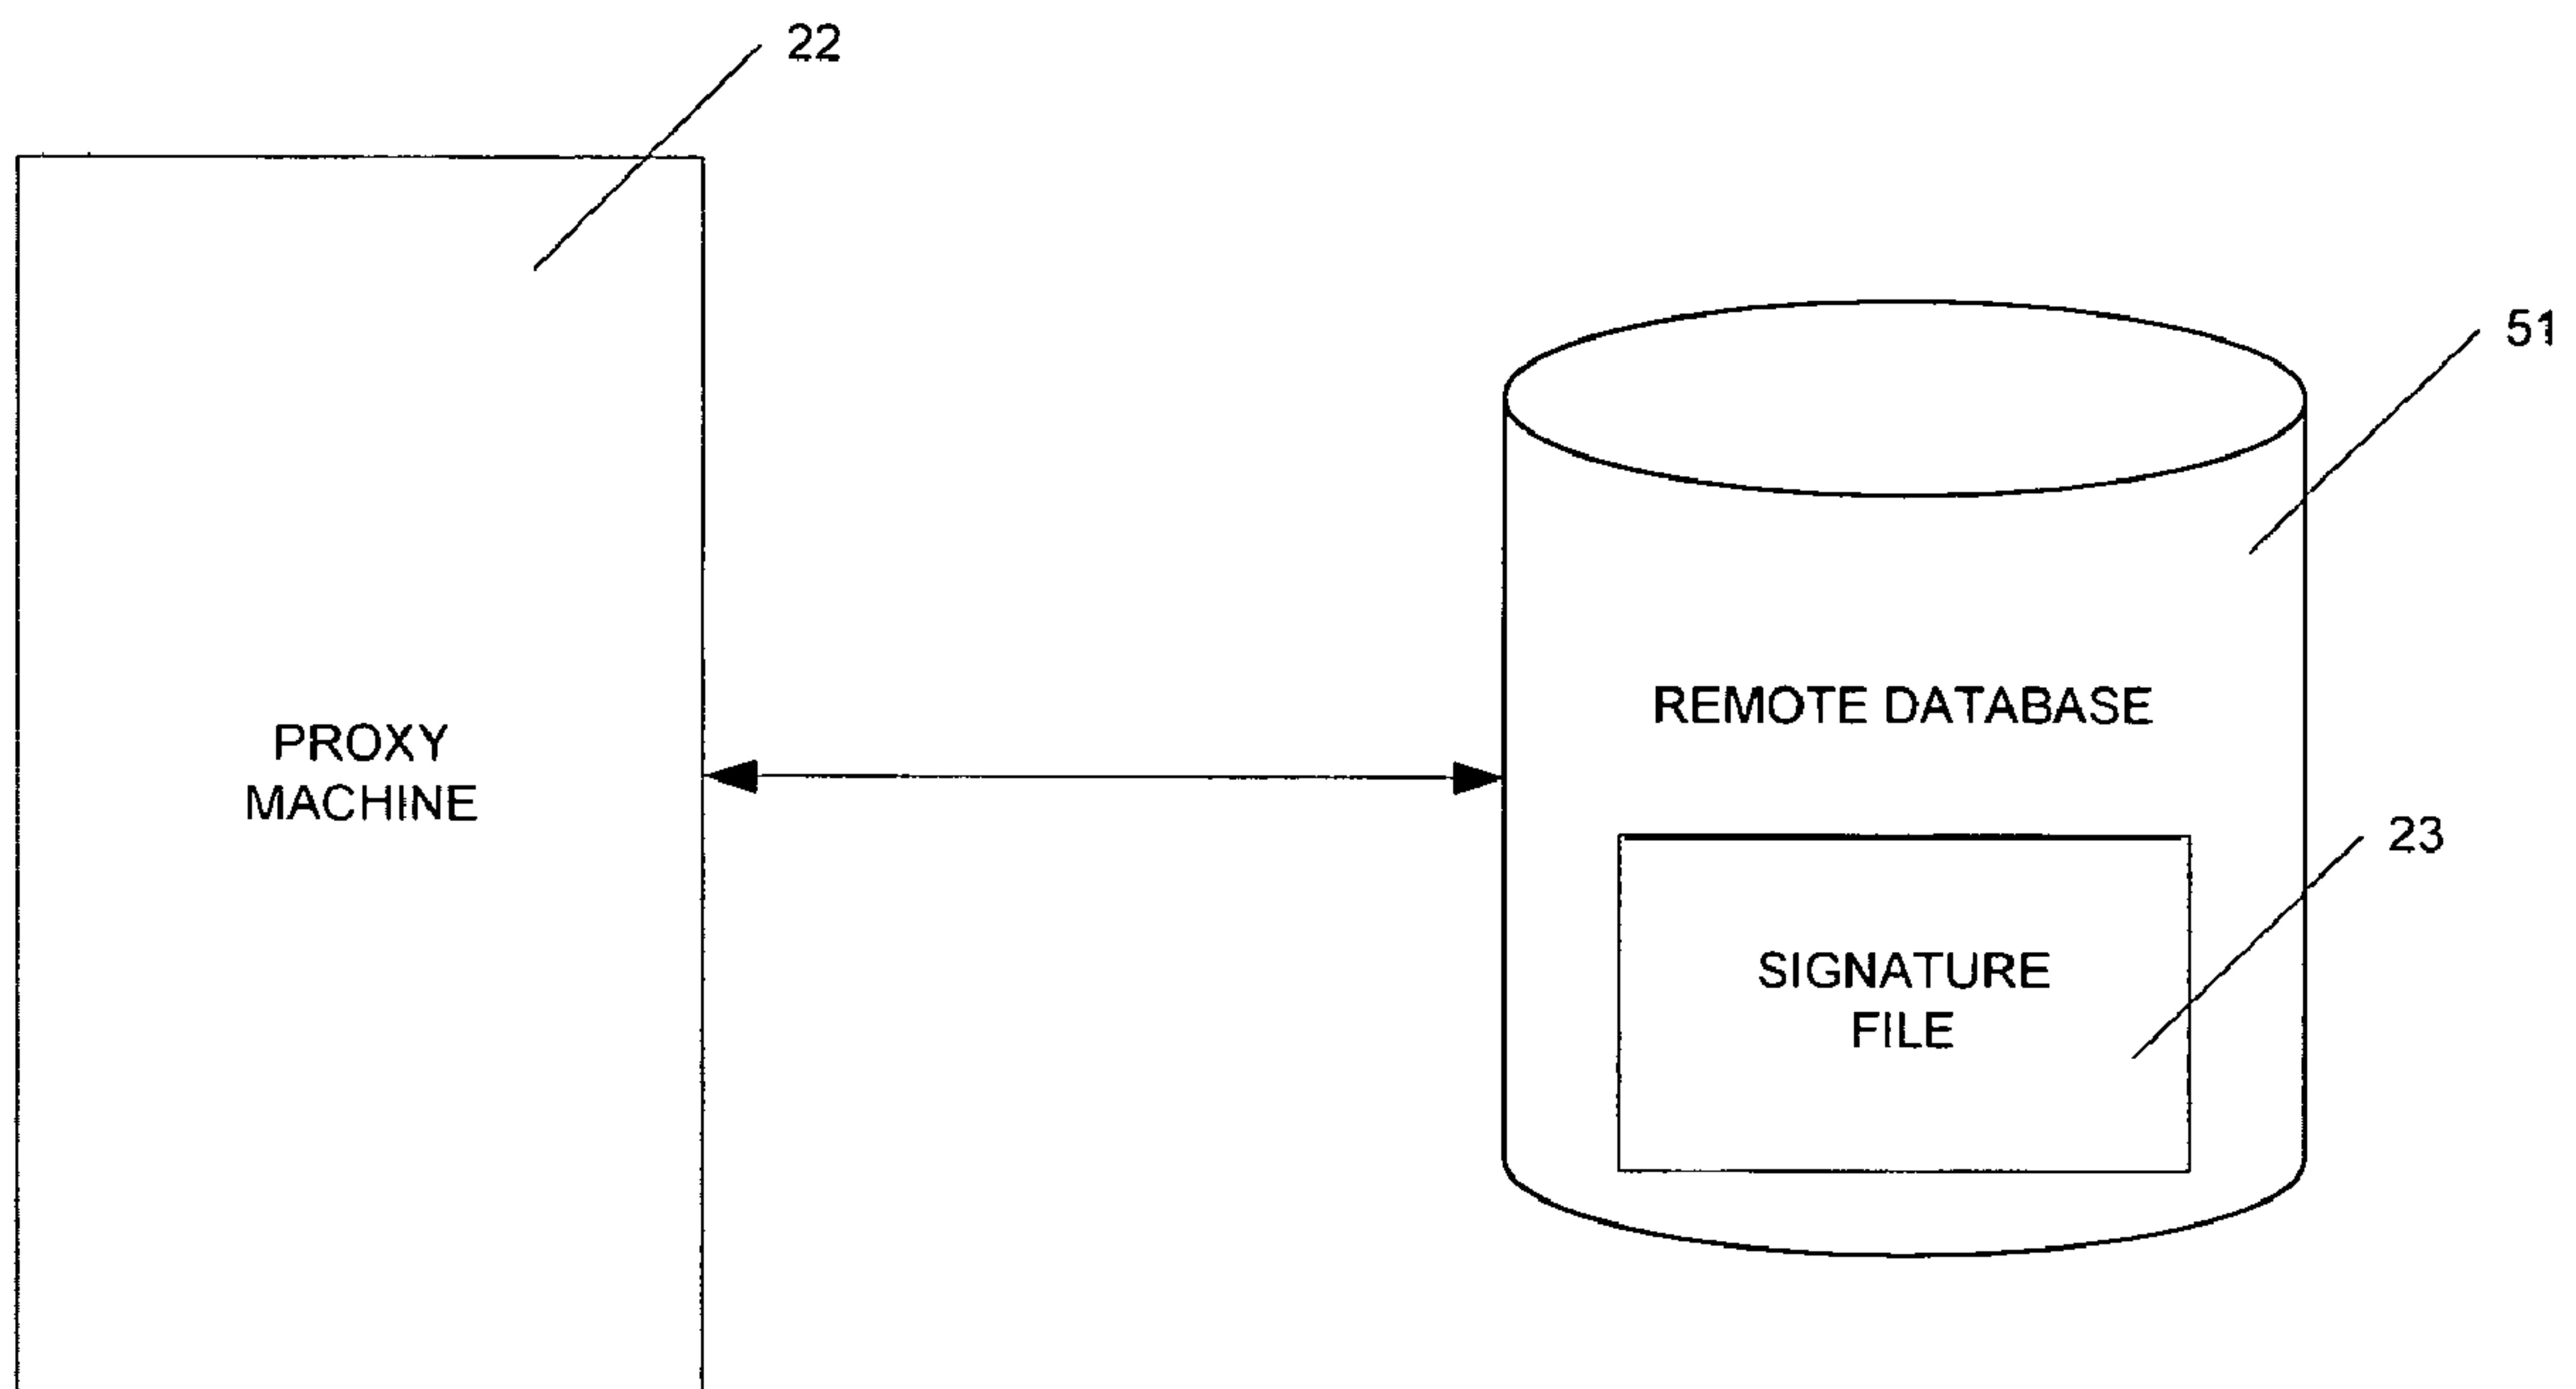 22
51
REMOTE DATABASE
PROXY
MACHINE
23
SIGNATURE
FILE